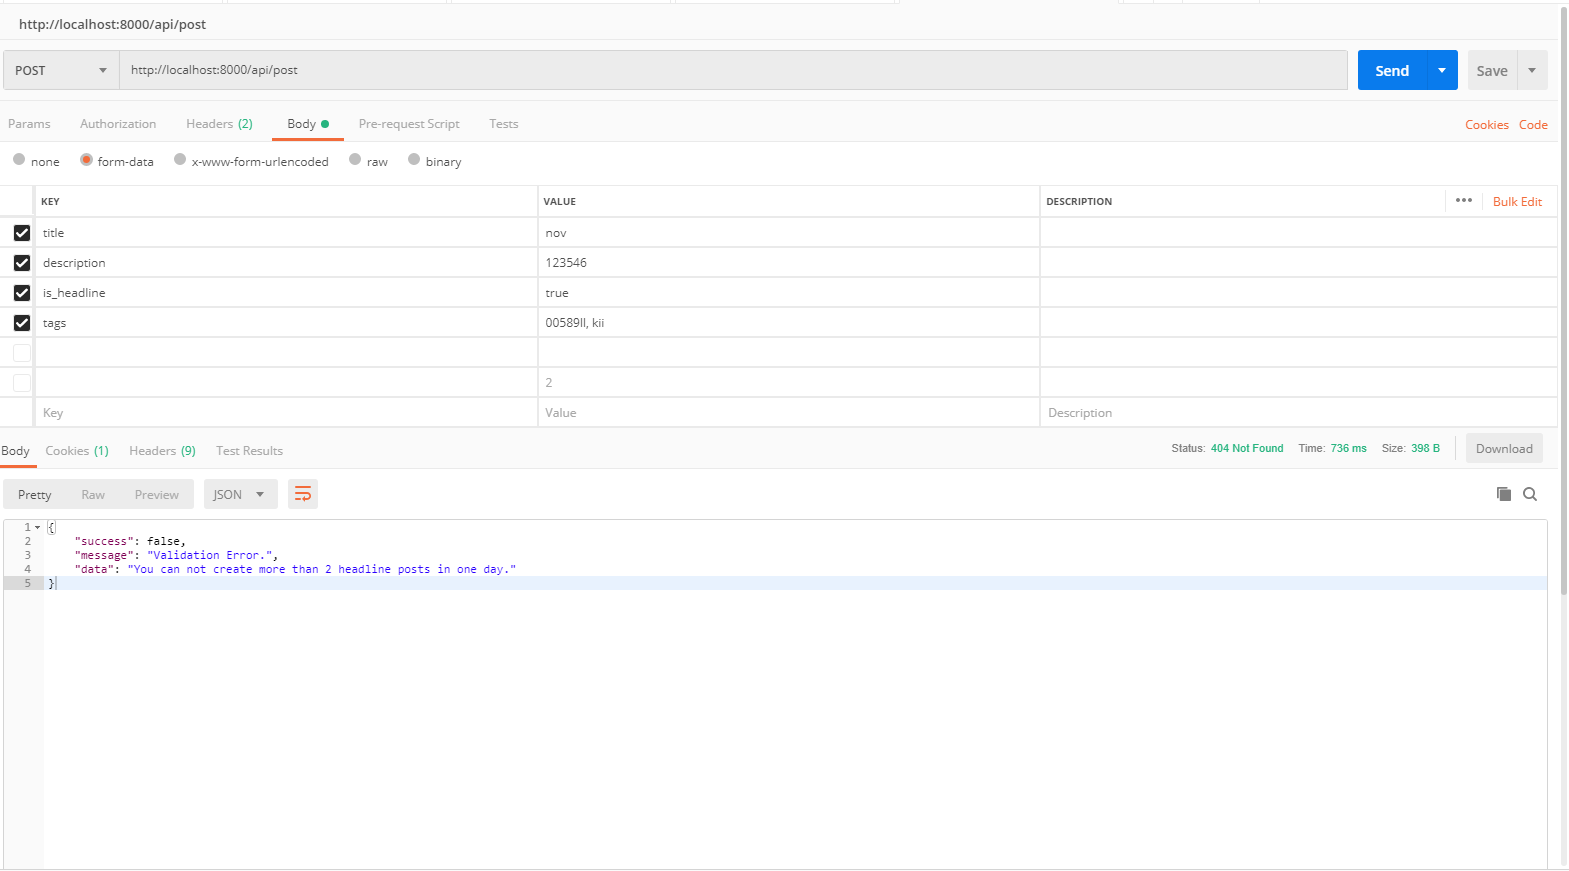 http://localhost:8000/api/post
POST http://localhost:8000/api/post Send Save
Params Authorization Headers (2) Body Pre-request Script Tests Cookies Code
none form-data x-www-form-urlencoded raw binary
KEY VALUE DESCRIPTION ••• Bulk Edit
title nov
description 123546
is_headline true
tags 00589ll, kii
2
Key Value Description
Body Cookies (1) Headers (9) Test Results Status: 404 Not Found Time: 736 ms Size: 398 B Download
Pretty Raw Preview JSON
1 {
2 "success": false,
3 "message": "Validation Error.",
4 "data": "You can not create more than 2 headline posts in one day."
5 }